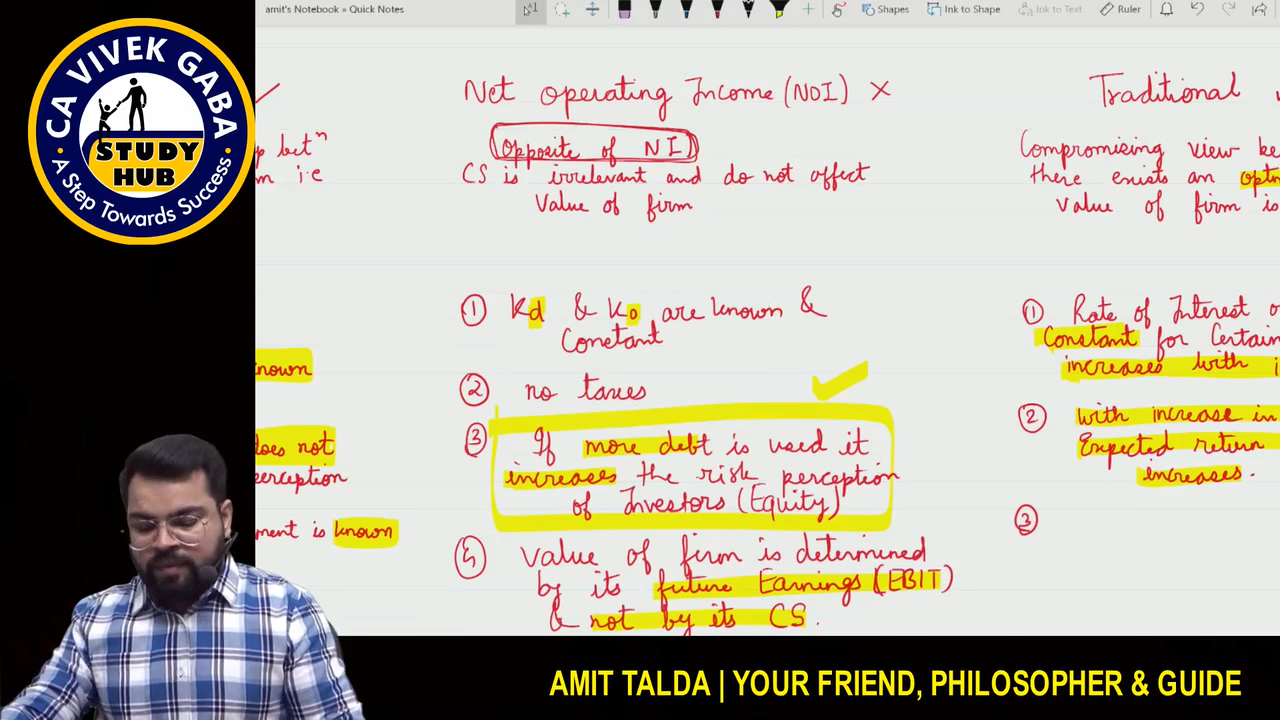 amit's Notebook » Quick Notes
Shapes
Ink to Shape
Ink to Text
Ruler
CA VIVEK GABA
STUDY
HUB
A Step Towards Success
p betⁿ
i.e
known
does not
perception
ment is known
Net operating Income (NOI) ×
Opposite of NI
CS is irrelevant and do not affect
Value of firm
① Kd & Ko are known &
Constant
② no taxes
③ If more debt is used it
increases the risk perception
of Investors (Equity)
④ Value of firm is determined
by its future Earnings (EBIT)
& not by its CS.
Traditional
Compromising view
there exists an
value of firm is
① Rate of Interest
Constant for Certain
increases with
② with increase in
Expected return
increases.
③
AMIT TALDA | YOUR FRIEND, PHILOSOPHER & GUIDE